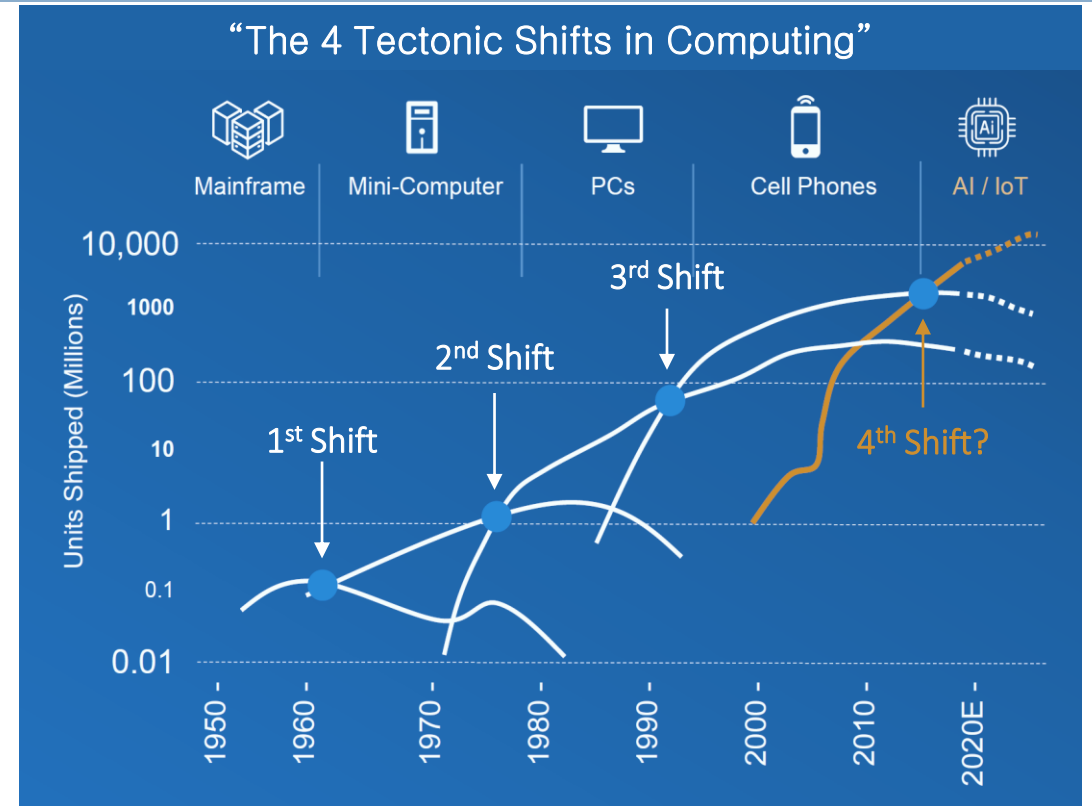 “The 4 Tectonic Shifts in Computing”
Ai
Mainframe
Mini-Computer
PCs
Cell Phones
AI / IoT
Units Shipped (Millions)
10,000
1000
100
10
1
0.1
0.01
1st Shift
2nd Shift
3rd Shift
4th Shift?
1950 -
1960 -
1970 -
1980 -
1990 -
2000 -
2010 -
2020E -